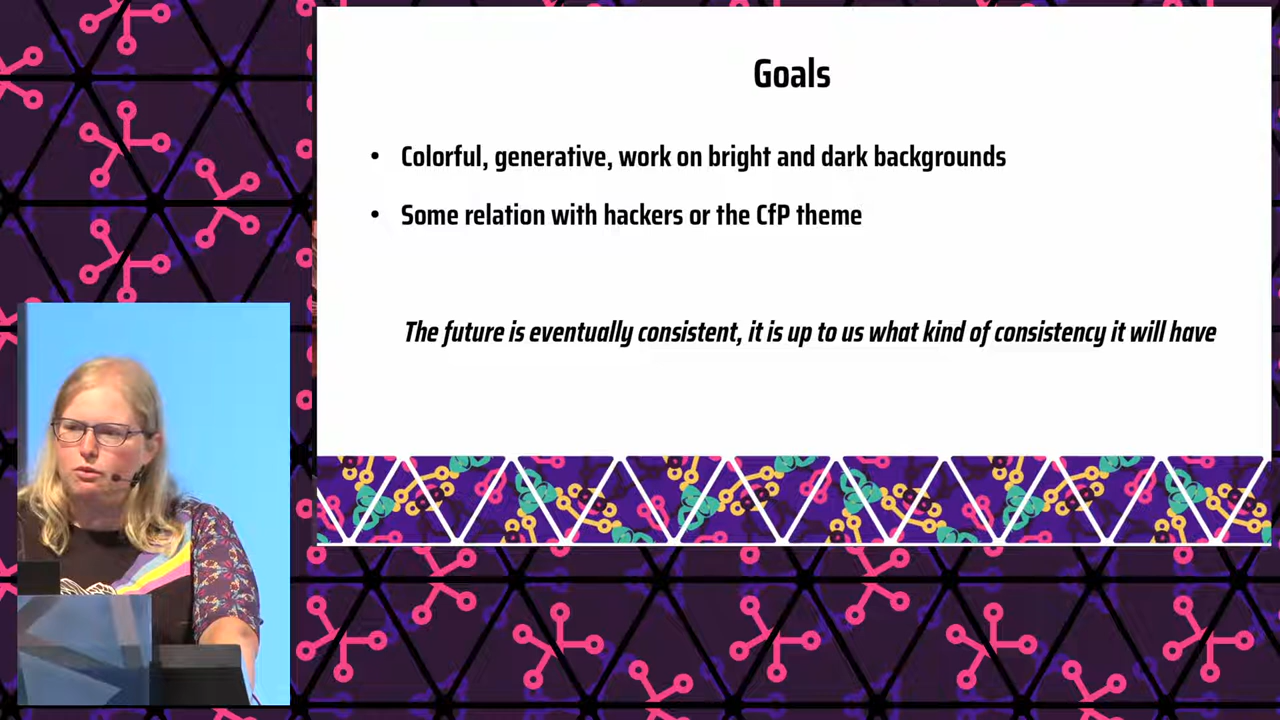 Goals
• Colorful, generative, work on bright and dark backgrounds
• Some relation with hackers or the CfP theme
The future is eventually consistent, it is up to us what kind of consistency it will have